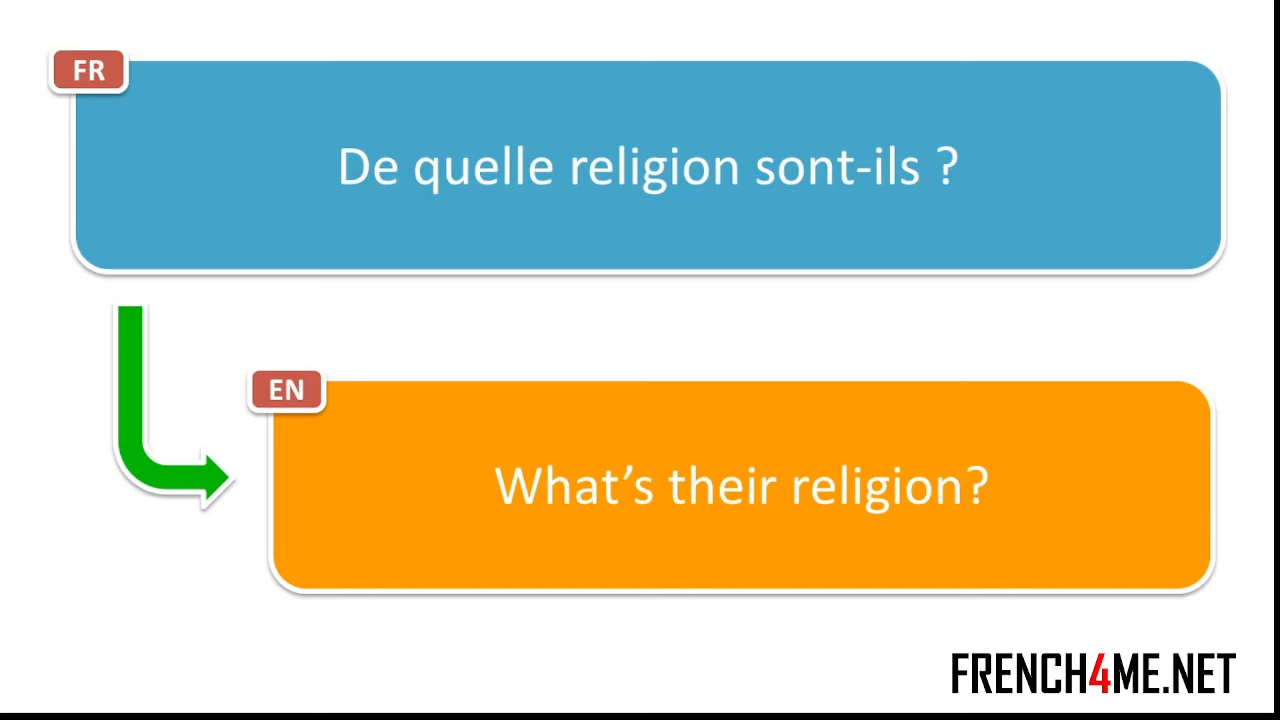 FR
De quelle religion sont-ils ?
EN
What’s their religion?
FRENCH4ME.NET